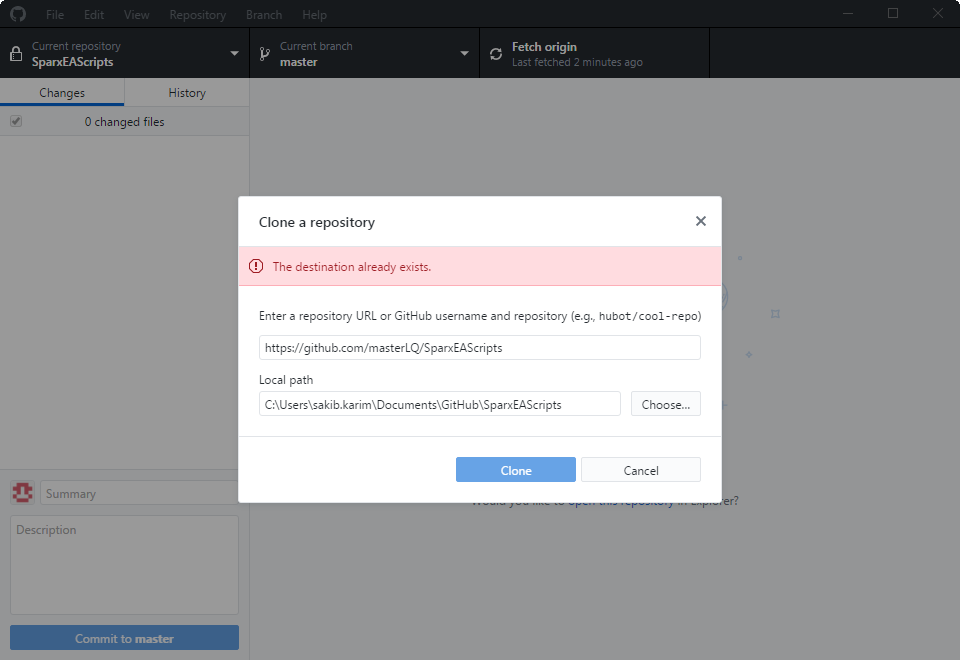 File Edit View Repository Branch Help
Current repository
SparxEAScripts
Current branch
master
Fetch origin
Last fetched 2 minutes ago
Changes
History
0 changed files
Clone a repository
The destination already exists.
Enter a repository URL or GitHub username and repository (e.g., hubot/cool-repo)
https://github.com/masterLQ/SparxEAScripts
Local path
C:\Users\sakib.karim\Documents\GitHub\SparxEAScripts
Choose...
Clone
Cancel
Would you like to open this repository in Explorer?
Summary
Description
Commit to master